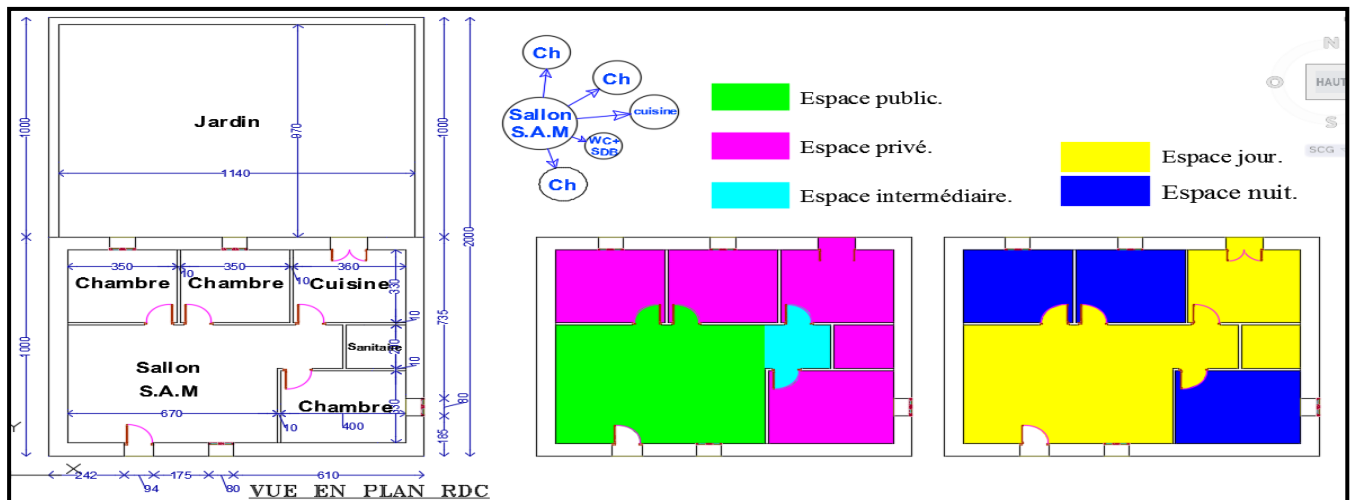 Jardin
1140
970
1000
1000
1000
2000
735
Ch
Ch
cuisine
Sallon
S.A.M
WC+
SDB
Ch
Espace public.
Espace privé.
Espace intermédiaire.
Espace jour.
Espace nuit.
N
HAUT
S
SCG
350
350
360
10
10
Chambre
Chambre
Cuisine
330
10
Sanitaire
10
Sallon
S.A.M
Chambre
670
10
400
80
185
242
94
175
80
610
Y
X
VUE EN PLAN RDC